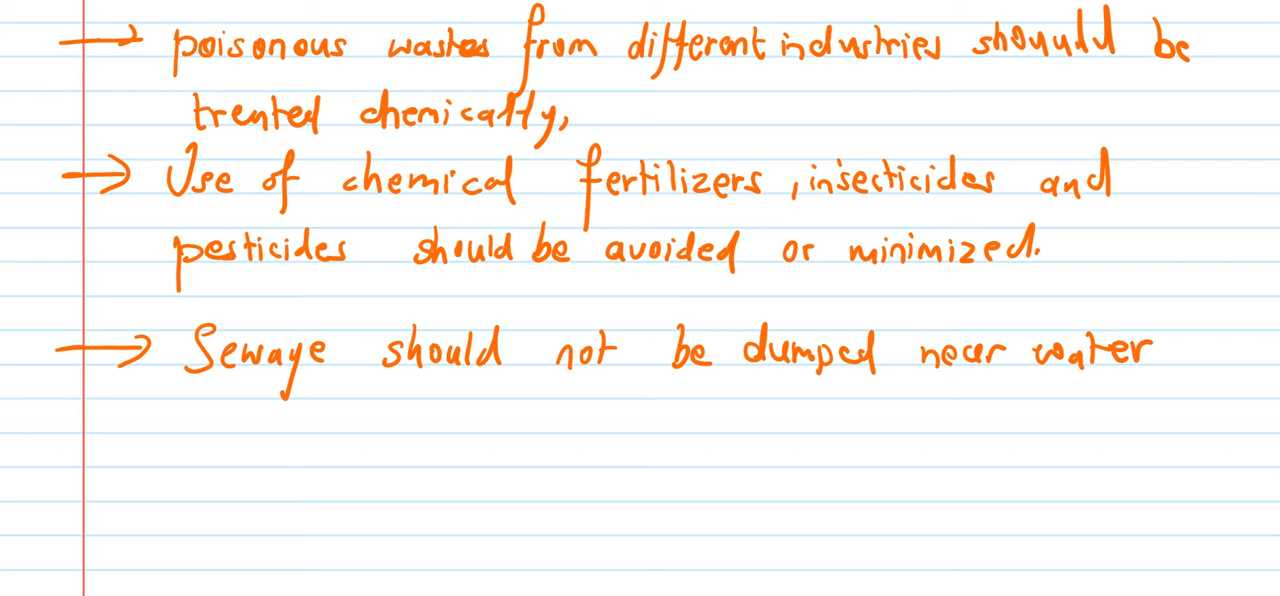 → poisonous wastes from different industries shouuld be
treated chemically,
→ Use of chemical fertilizers, insecticides and
pesticides should be avoided or minimized.
→ Sewage should not be dumped near water